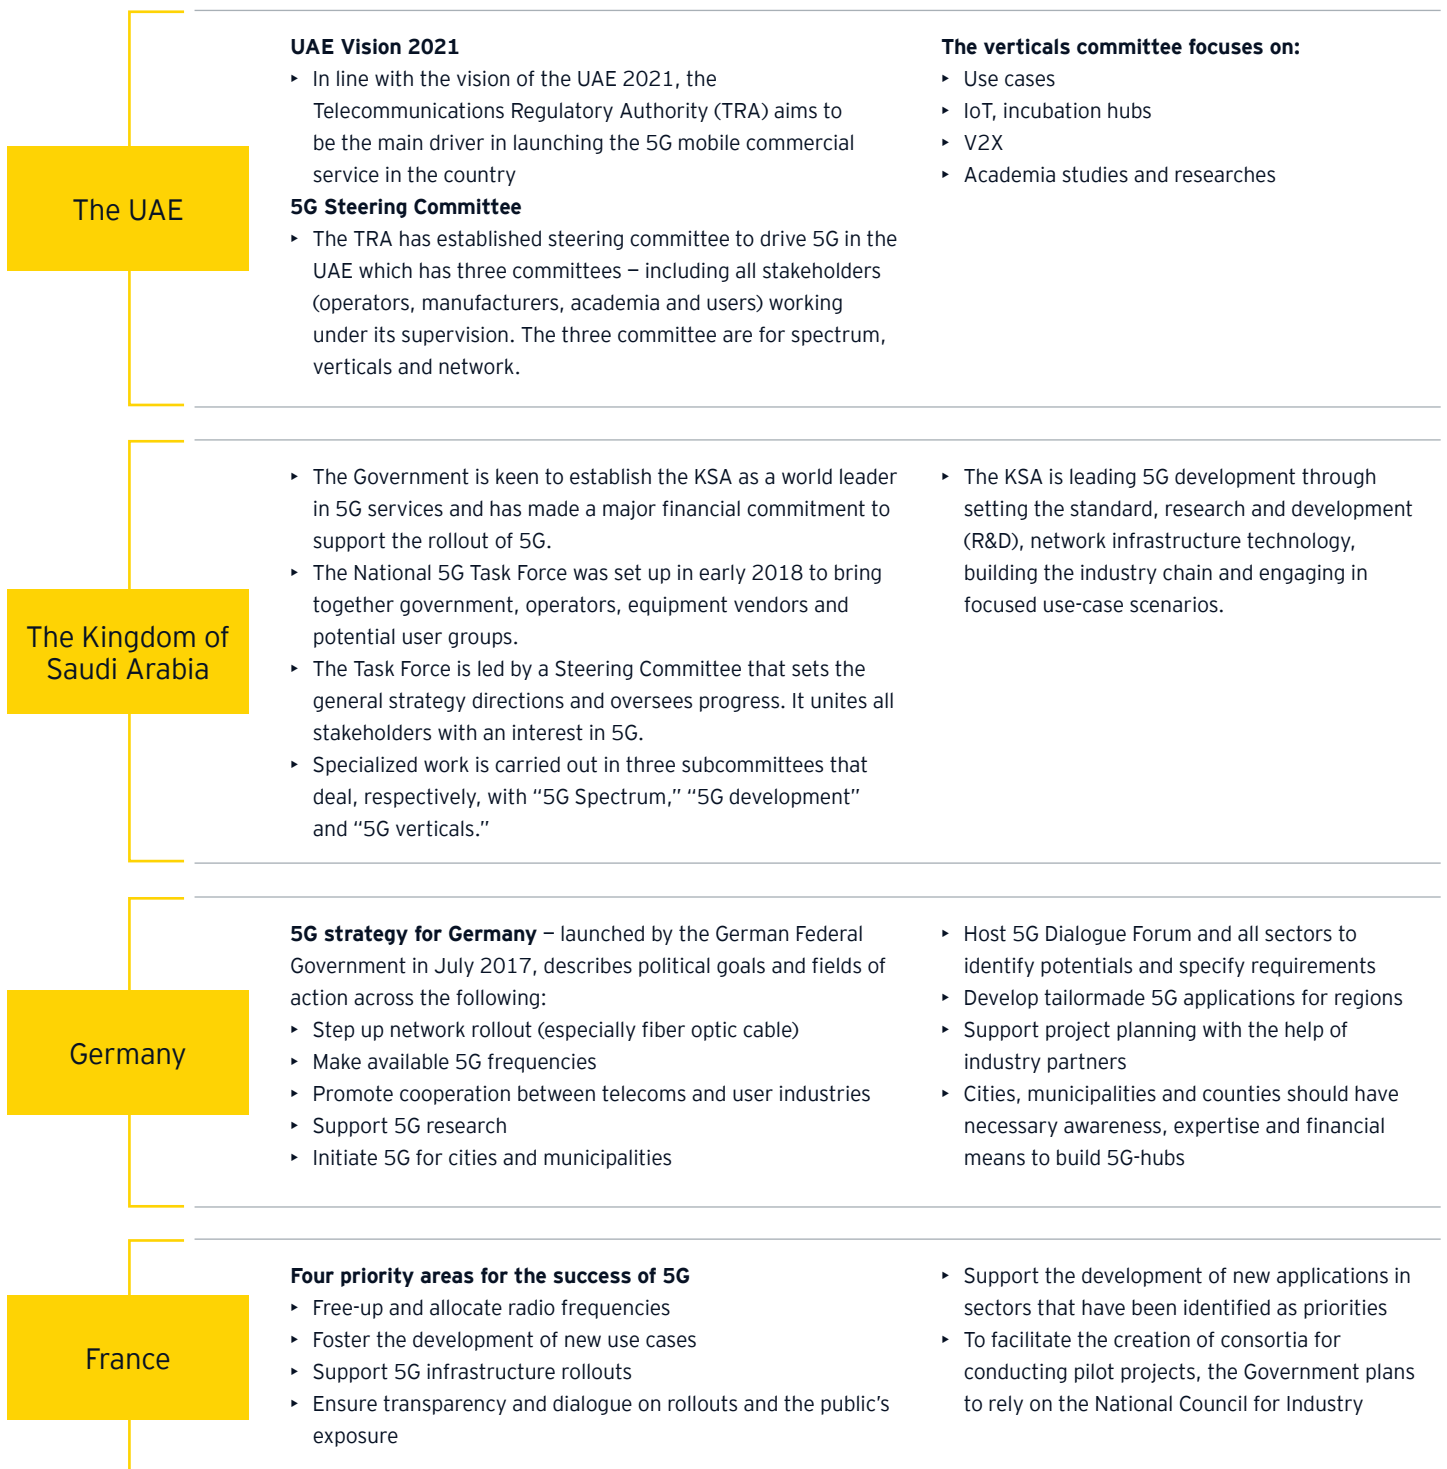 The UAE
UAE Vision 2021
‣ In line with the vision of the UAE 2021, the
Telecommunications Regulatory Authority (TRA) aims to
be the main driver in launching the 5G mobile commercial
service in the country
5G Steering Committee
‣ The TRA has established steering committee to drive 5G in the
UAE which has three committees — including all stakeholders
(operators, manufacturers, academia and users) working
under its supervision. The three committee are for spectrum,
verticals and network.
The verticals committee focuses on:
‣ Use cases
‣ IoT, incubation hubs
‣ V2X
‣ Academia studies and researches
The Kingdom of
Saudi Arabia
‣ The Government is keen to establish the KSA as a world leader
in 5G services and has made a major financial commitment to
support the rollout of 5G.
‣ The National 5G Task Force was set up in early 2018 to bring
together government, operators, equipment vendors and
potential user groups.
‣ The Task Force is led by a Steering Committee that sets the
general strategy directions and oversees progress. It unites all
stakeholders with an interest in 5G.
‣ Specialized work is carried out in three subcommittees that
deal, respectively, with “5G Spectrum,” “5G development”
and “5G verticals.”
‣ The KSA is leading 5G development through
setting the standard, research and development
(R&D), network infrastructure technology,
building the industry chain and engaging in
focused use-case scenarios.
Germany
5G strategy for Germany — launched by the German Federal
Government in July 2017, describes political goals and fields of
action across the following:
‣ Step up network rollout (especially fiber optic cable)
‣ Make available 5G frequencies
‣ Promote cooperation between telecoms and user industries
‣ Support 5G research
‣ Initiate 5G for cities and municipalities
‣ Host 5G Dialogue Forum and all sectors to
identify potentials and specify requirements
‣ Develop tailormade 5G applications for regions
‣ Support project planning with the help of
industry partners
‣ Cities, municipalities and counties should have
necessary awareness, expertise and financial
means to build 5G-hubs
France
Four priority areas for the success of 5G
‣ Free-up and allocate radio frequencies
‣ Foster the development of new use cases
‣ Support 5G infrastructure rollouts
‣ Ensure transparency and dialogue on rollouts and the public’s
exposure
‣ Support the development of new applications in
sectors that have been identified as priorities
‣ To facilitate the creation of consortia for
conducting pilot projects, the Government plans
to rely on the National Council for Industry